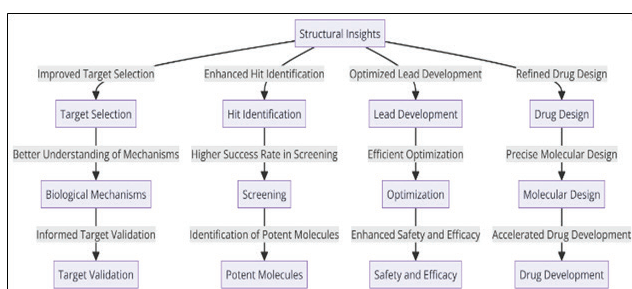 Structural Insights
Improved Target Selection
Enhanced Hit Identification
Optimized Lead Development
Refined Drug Design
Target Selection
Hit Identification
Lead Development
Drug Design
Better Understanding of Mechanisms
Higher Success Rate in Screening
Efficient Optimization
Precise Molecular Design
Biological Mechanisms
Screening
Optimization
Molecular Design
Informed Target Validation
Identification of Potent Molecules
Enhanced Safety and Efficacy
Accelerated Drug Development
Target Validation
Potent Molecules
Safety and Efficacy
Drug Development